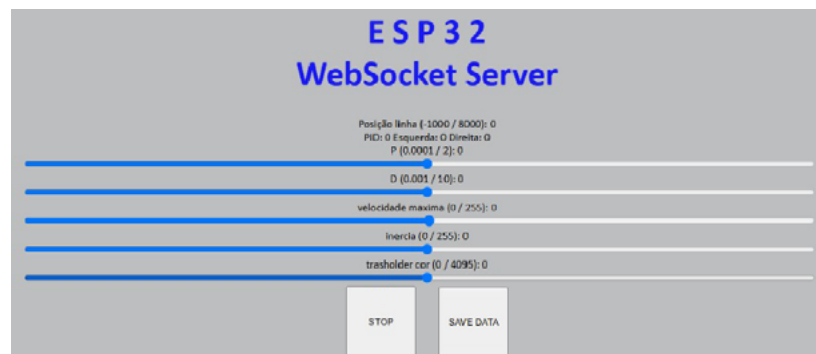 E S P 3 2
WebSocket Server
Posição linha (-1000 / 8000): 0
PID: 0 Esquerda: 0 Direita: 0
P (0.0001 / 2): 0
D (0.001 / 10): 0
velocidade maxima (0 / 255): 0
Inercia (0 / 255): 0
trasholder cor (0 / 4095): 0
STOP SAVE DATA